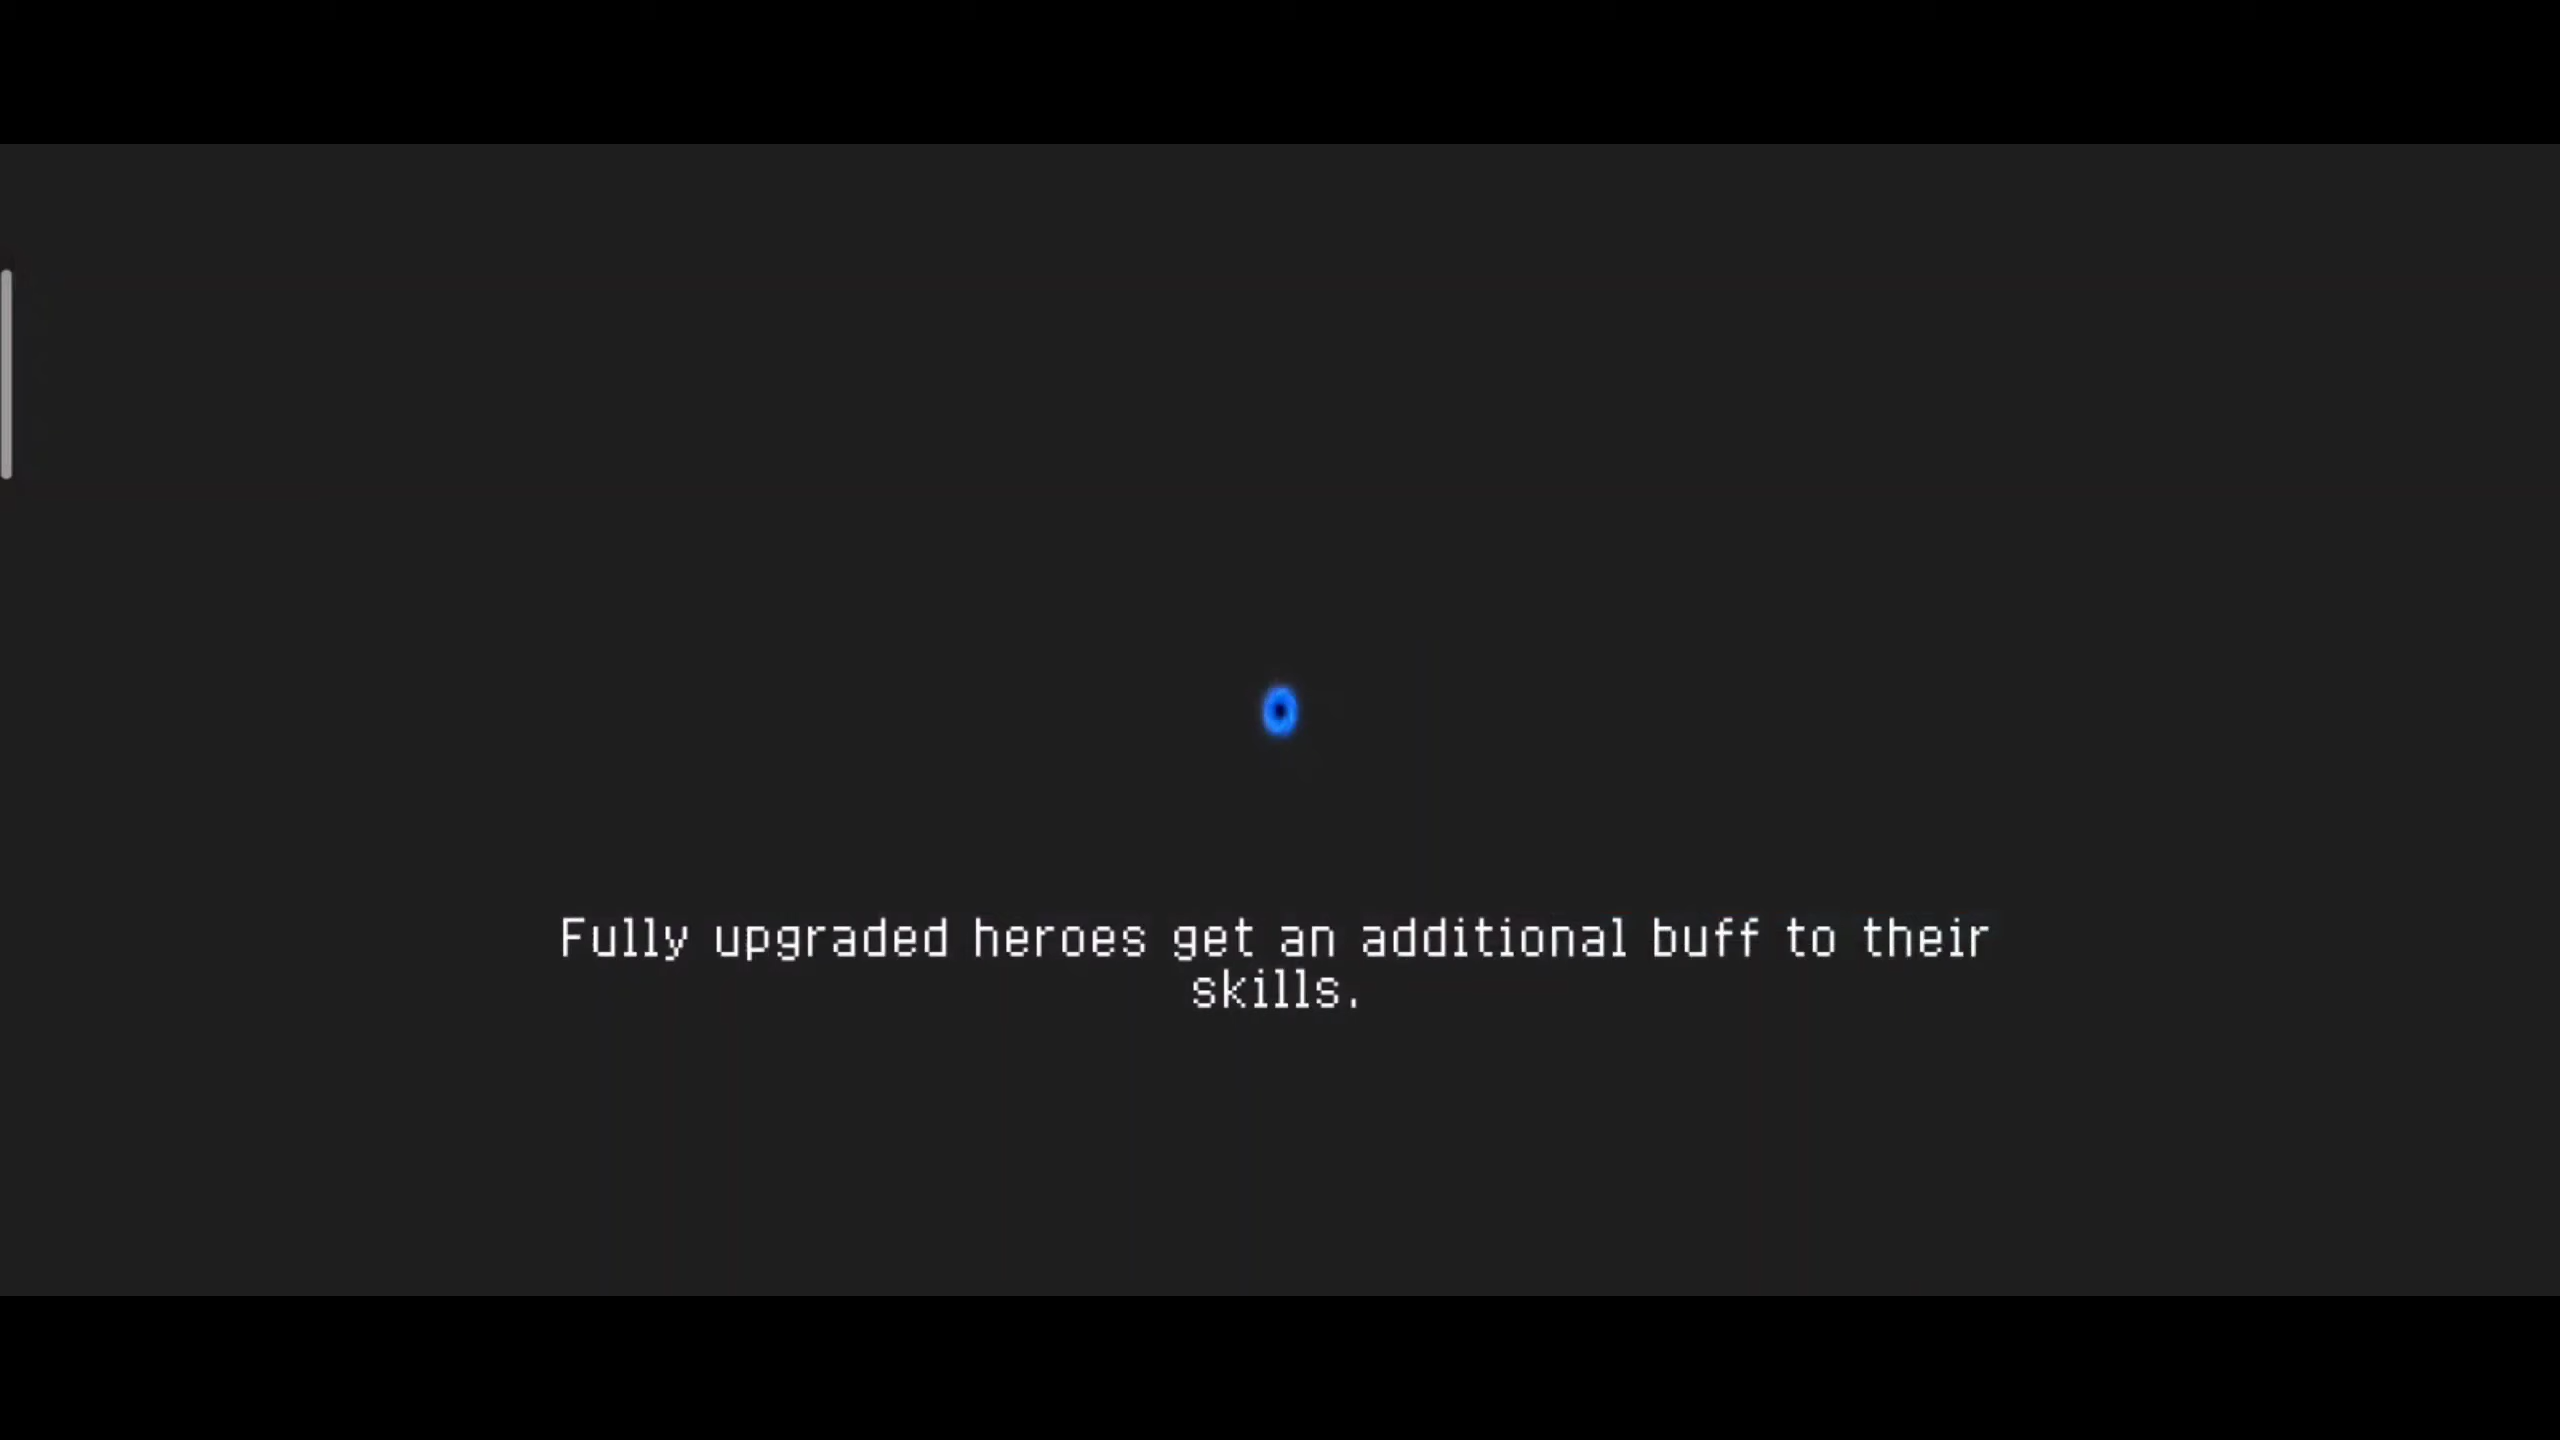 Fully upgraded heroes get an additional buff to their
skills.